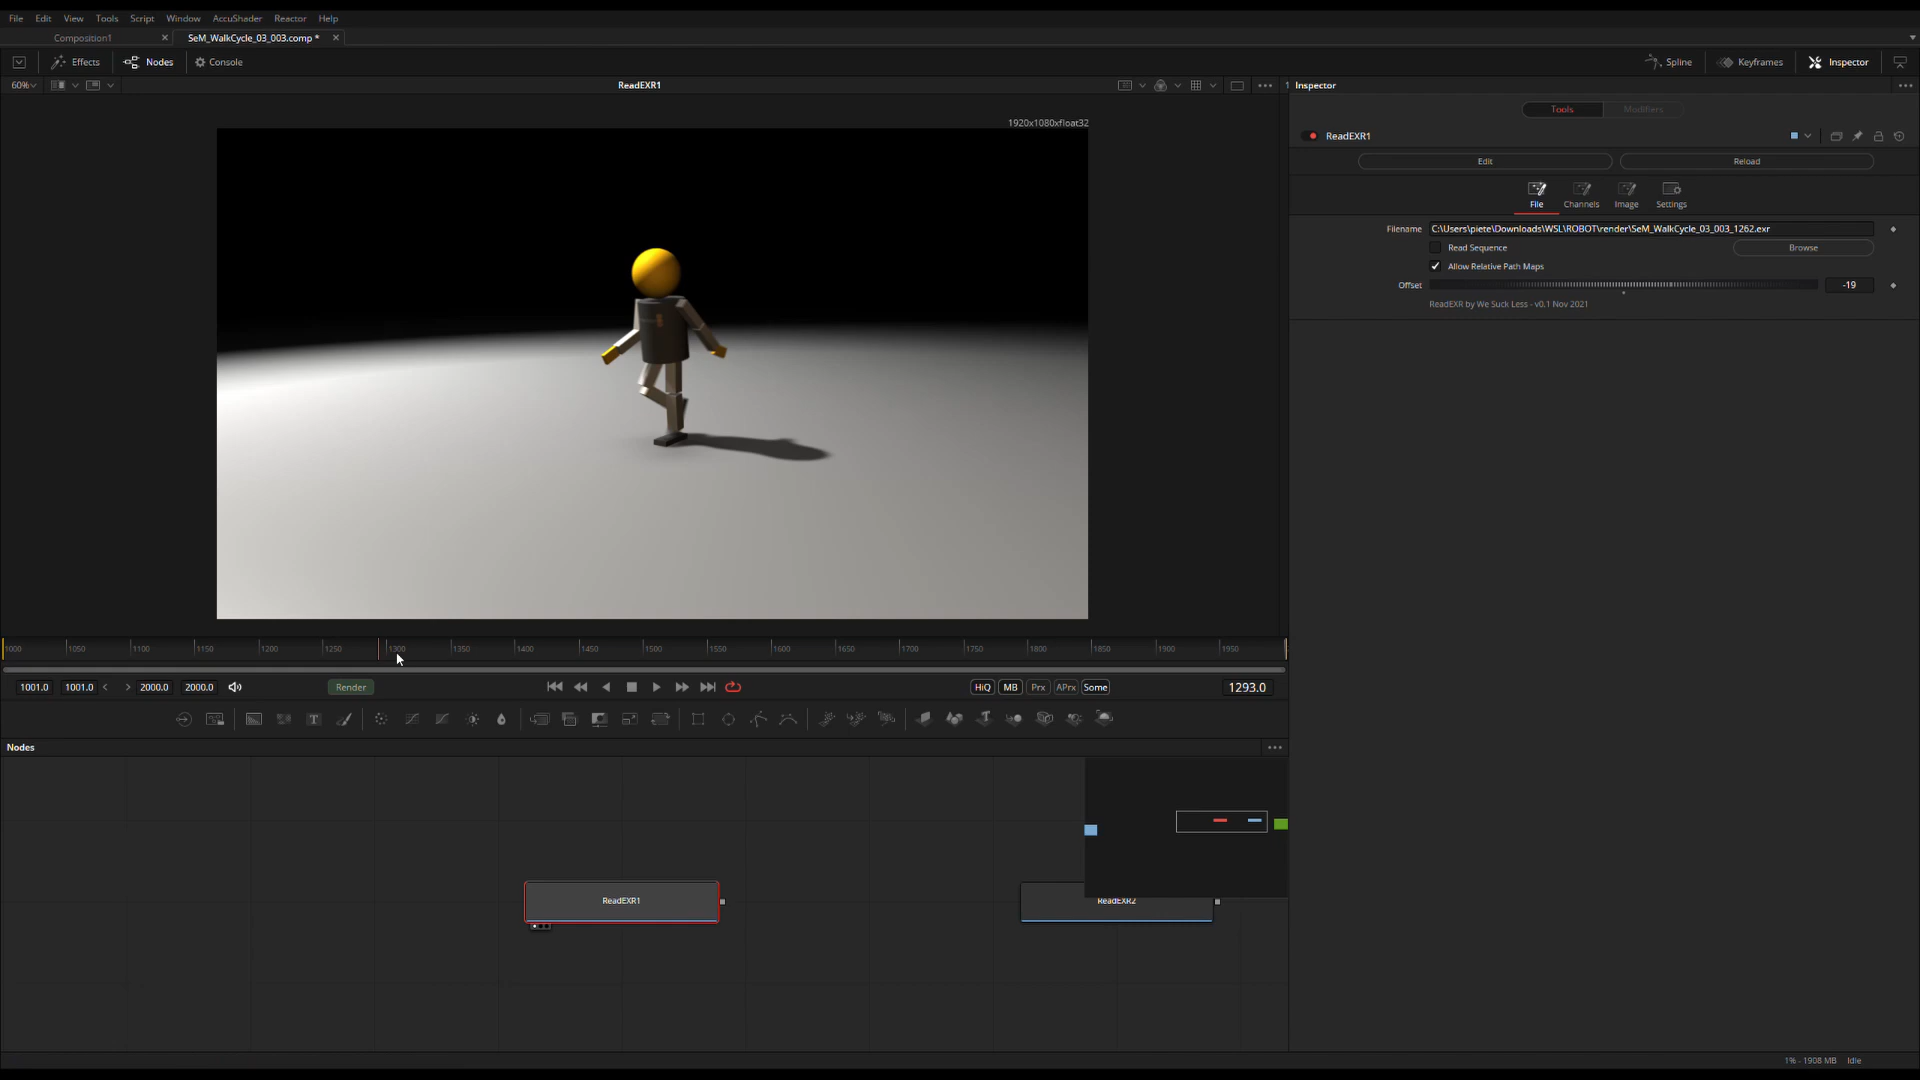 File Edit View Tools Script Window AccuShader Reactor Help
Composition1 SeM_WalkCycle_03_003.comp *
Effects Nodes Console Spline Keyframes Inspector
60% ReadEXR1 Inspector
Tools Modifiers
1920x1080xfloat32
ReadEXR1
Edit Reload
File Channels Image Settings
Filename C:\Users\piete\Downloads\WSL\ROBOT\render\SeM_WalkCycle_03_003_1262.exr
Read Sequence Browse
Allow Relative Path Maps
Offset -19
ReadEXR by We Suck Less - v0.1 Nov 2021
1000 1050 1100 1150 1200 1250 1300 1350 1400 1450 1500 1550 1600 1650 1700 1750 1800 1850 1900 1950
1001.0 1001.0 2000.0 2000.0 Render HiQ MB Prx APrx Some 1293.0
Nodes
ReadEXR1 ReadEXR2
1% - 1908 MB Idle